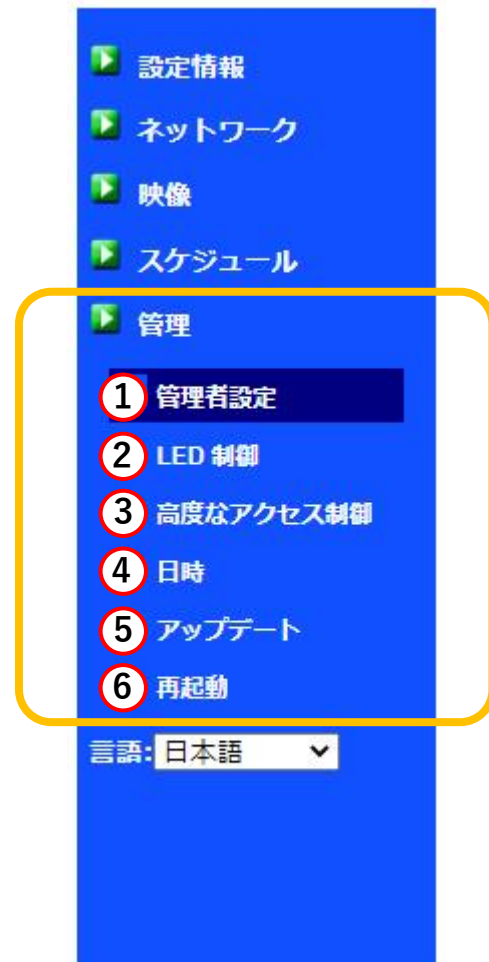 設定情報
ネットワーク
映像
スケジュール
管理
① 管理者設定
② LED 制御
③ 高度なアクセス制御
④ 日時
⑤ アップデート
⑥ 再起動
言語: 日本語